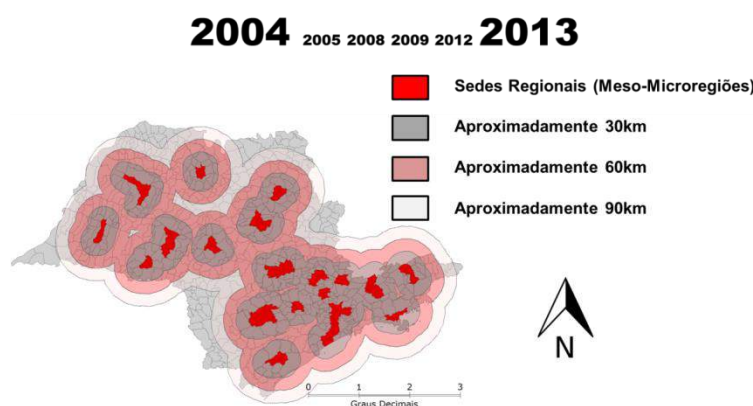 2004 2005 2008 2009 2012 2013
Sedes Regionais (Meso-Microregiões)
Aproximadamente 30km
Aproximadamente 60km
Aproximadamente 90km
N
0 1 2 3
Graus Decimais